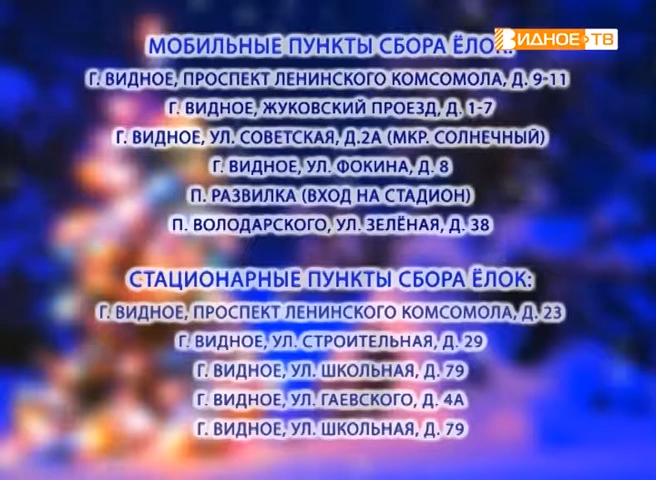 ВИДНОЕ ТВ
МОБИЛЬНЫЕ ПУНКТЫ СБОРА ЁЛОК:
Г. ВИДНОЕ, ПРОСПЕКТ ЛЕНИНСКОГО КОМСОМОЛА, Д. 9-11
Г. ВИДНОЕ, ЖУКОВСКИЙ ПРОЕЗД, Д. 1-7
Г. ВИДНОЕ, УЛ. СОВЕТСКАЯ, Д.2А (МКР. СОЛНЕЧНЫЙ)
Г. ВИДНОЕ, УЛ. ФОКИНА, Д. 8
П. РАЗВИЛКА (ВХОД НА СТАДИОН)
П. ВОЛОДАРСКОГО, УЛ. ЗЕЛЁНАЯ, Д. 38
СТАЦИОНАРНЫЕ ПУНКТЫ СБОРА ЁЛОК:
Г. ВИДНОЕ, ПРОСПЕКТ ЛЕНИНСКОГО КОМСОМОЛА, Д. 23
Г. ВИДНОЕ, УЛ. СТРОИТЕЛЬНАЯ, Д. 29
Г. ВИДНОЕ, УЛ. ШКОЛЬНАЯ, Д. 79
Г. ВИДНОЕ, УЛ. ГАЕВСКОГО, Д. 4А
Г. ВИДНОЕ, УЛ. ШКОЛЬНАЯ, Д. 79